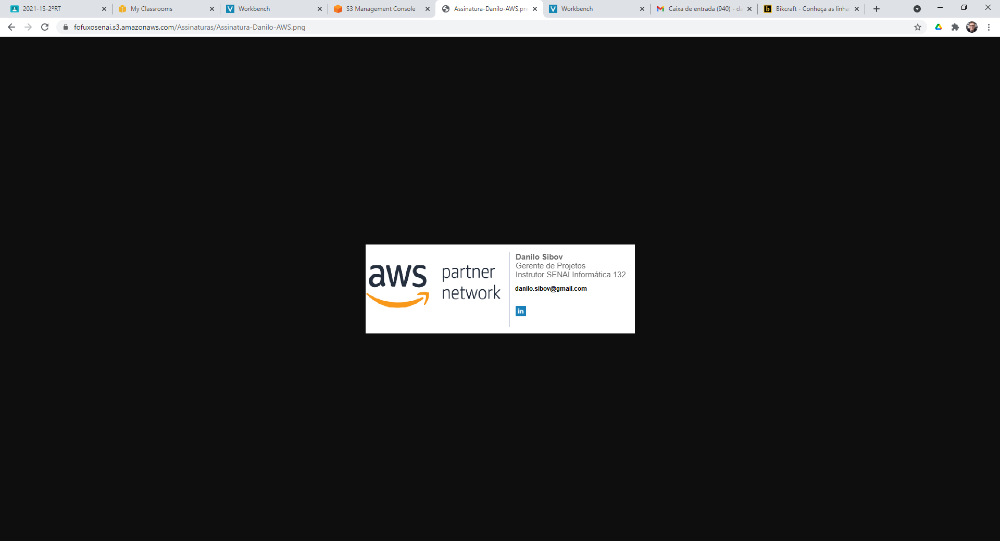 2021-1S-2ºRT
My Classrooms
Workbench
S3 Management Console
Assinatura-Danilo-AWS.pn
Workbench
Caixa de entrada (940) - da
Bikcraft - Conheça as linha
fofuxosenai.s3.amazonaws.com/Assinaturas/Assinatura-Danilo-AWS.png
aws
partner
network
Danilo Sibov
Gerente de Projetos
Instrutor SENAI Informática 132
danilo.sibov@gmail.com
in